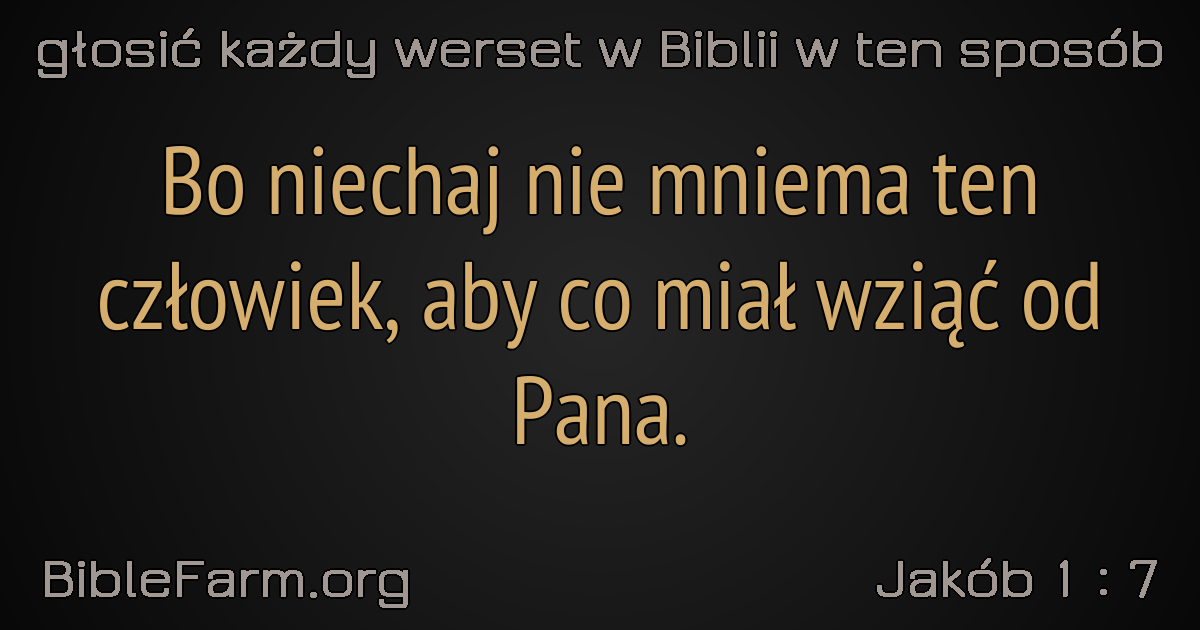 głosić każdy werset w Biblii w ten sposób
Bo niechaj nie mniema ten
człowiek, aby co miał wziąć od
Pana.
BibleFarm.org
Jakób 1 : 7